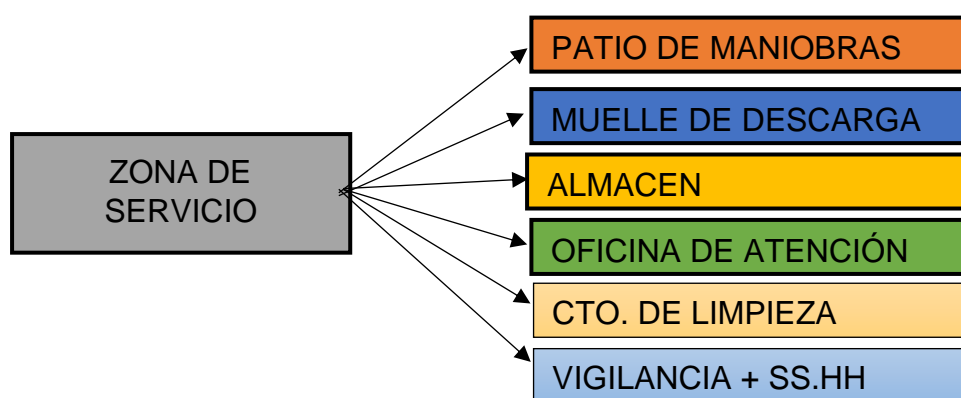 PATIO DE MANIOBRAS
MUELLE DE DESCARGA
ZONA DE
SERVICIO
ALMACEN
OFICINA DE ATENCIÓN
CTO. DE LIMPIEZA
VIGILANCIA + SS.HH